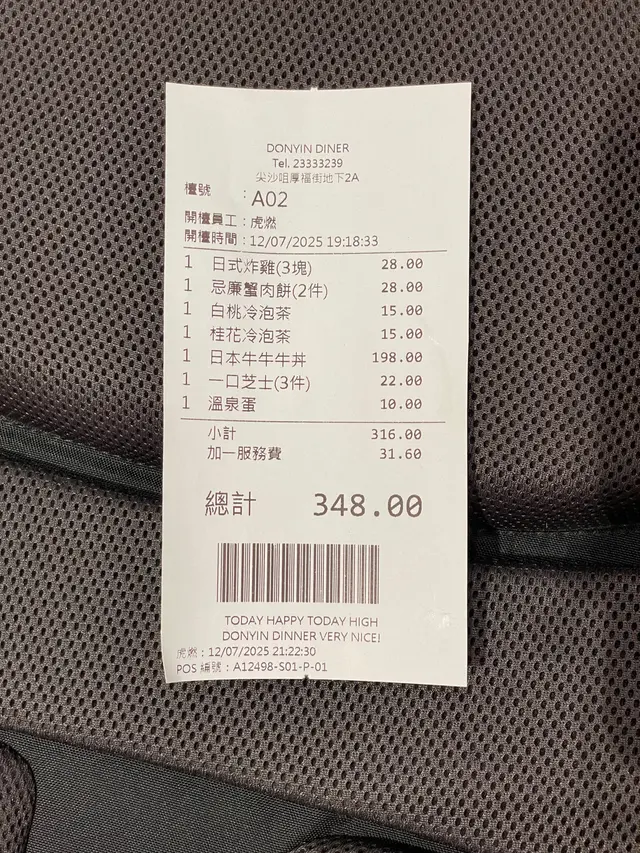 DONYIN DINER
Tel. 23333239
尖沙咀厚福街地下2A
檯號 : A02
開檯員工 : 虎燃
開檯時間 : 12/07/2025 19:18:33
1 日式炸雞(3塊) 28.00
1 忌廉蟹肉餅(2件) 28.00
1 白桃冷泡茶 15.00
1 桂花冷泡茶 15.00
1 日本牛牛牛丼 198.00
1 一口芝士(3件) 22.00
1 溫泉蛋 10.00
小計 316.00
加一服務費 31.60
總計 348.00
TODAY HAPPY TODAY HIGH
DONYIN DINNER VERY NICE!
虎燃 : 12/07/2025 21:22:30
POS 編號 : A12498-S01-P-01